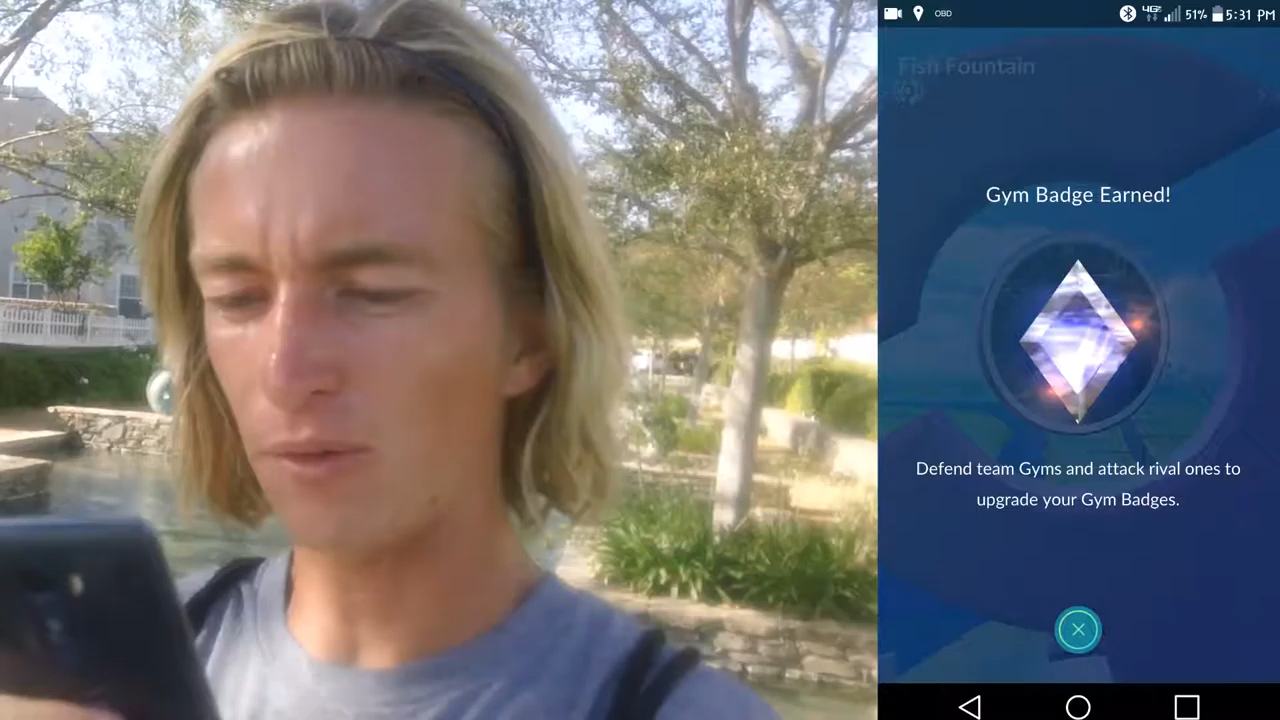 OBD 4G 51% 5:31 PM
Fish Fountain
Gym Badge Earned!
Defend team Gyms and attack rival ones to
upgrade your Gym Badges.